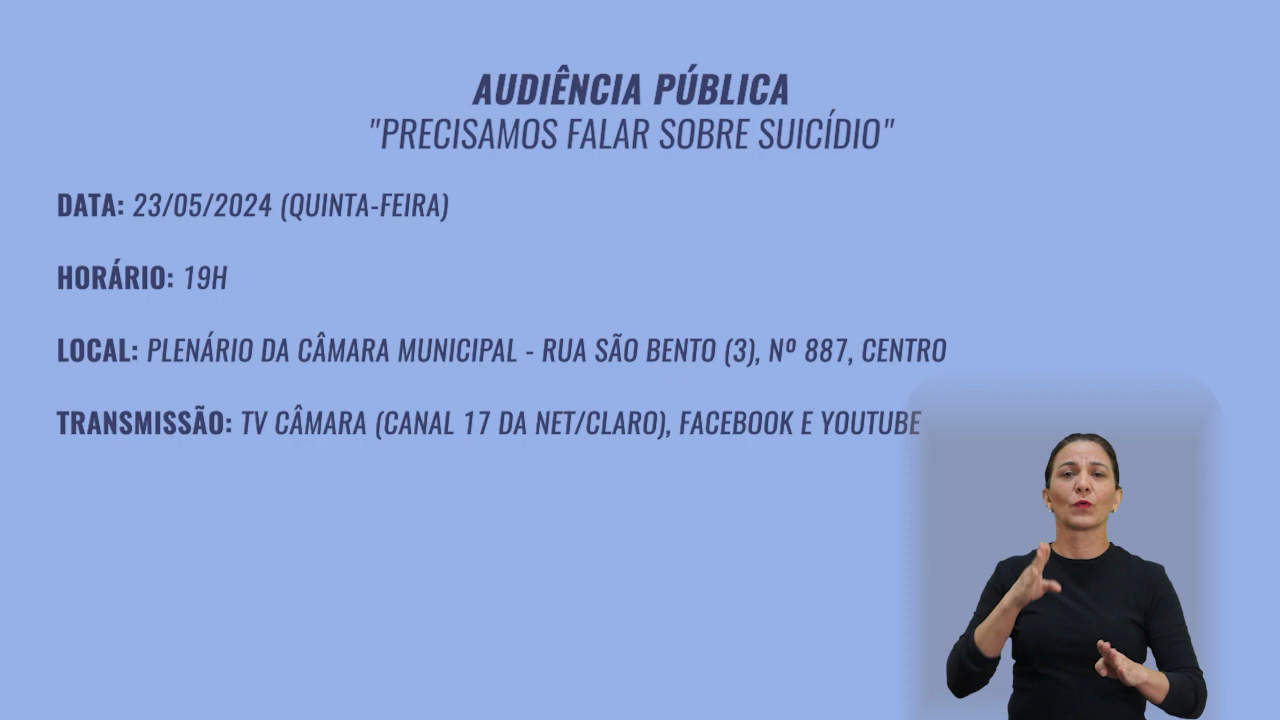 AUDIÊNCIA PÚBLICA
"PRECISAMOS FALAR SOBRE SUICÍDIO"
DATA: 23/05/2024 (QUINTA-FEIRA)
HORÁRIO: 19H
LOCAL: PLENÁRIO DA CÂMARA MUNICIPAL - RUA SÃO BENTO (3), Nº 887, CENTRO
TRANSMISSÃO: TV CÂMARA (CANAL 17 DA NET/CLARO), FACEBOOK E YOUTUBE